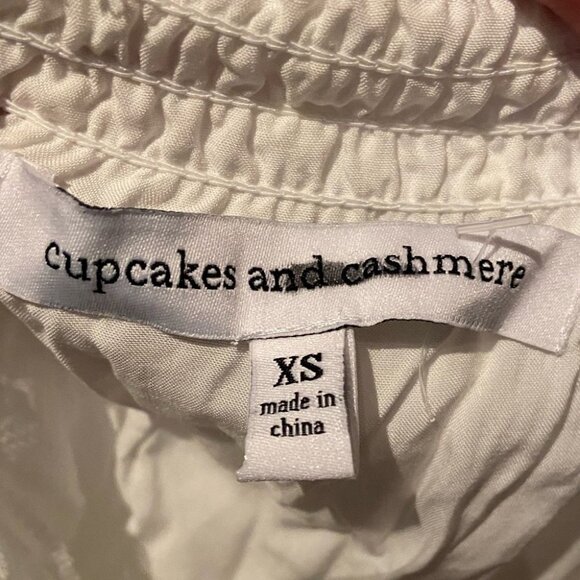 cupcakes and cashmere
XS
made in
china